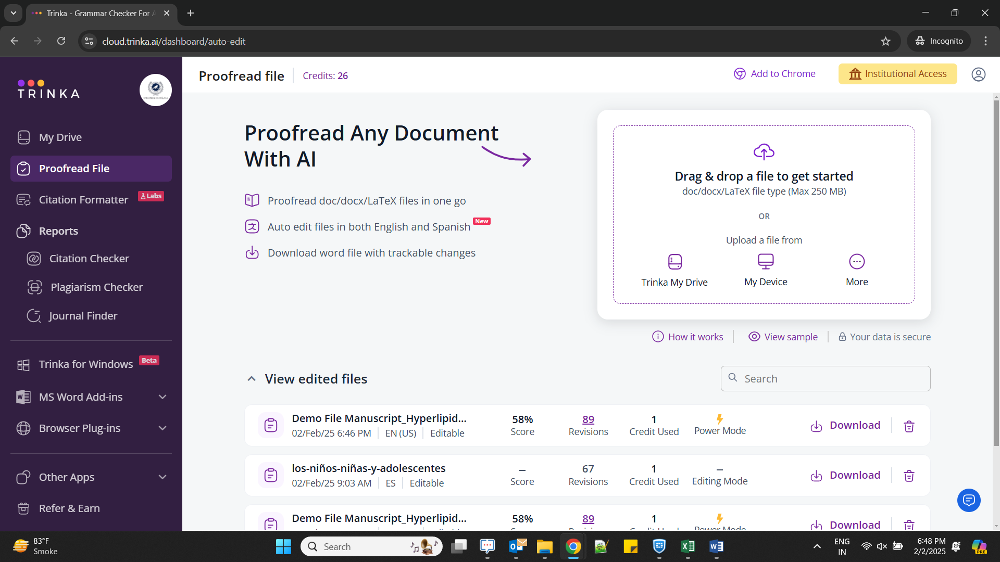 Trinka - Grammar Checker For A
cloud.trinka.ai/dashboard/auto-edit
Incognito
TRINKA
My Drive
Proofread File
Citation Formatter
Labs
Reports
Citation Checker
Plagiarism Checker
Journal Finder
Trinka for Windows
Beta
MS Word Add-ins
Browser Plug-ins
Other Apps
Refer & Earn
Proofread file
Credits: 26
Add to Chrome
Institutional Access
Proofread Any Document
With AI
Proofread doc/docx/LaTeX files in one go
Auto edit files in both English and Spanish
New
Download word file with trackable changes
Drag & drop a file to get started
doc/docx/LaTeX file type (Max 250 MB)
OR
Upload a file from
Trinka My Drive
My Device
More
How it works
View sample
Your data is secure
View edited files
Search
Demo File Manuscript_Hyperlipid...
02/Feb/25 6:46 PM
EN (US)
Editable
58%
Score
89
Revisions
1
Credit Used
Power Mode
Download
los-niños-niñas-y-adolescentes
02/Feb/25 9:03 AM
ES
Editable
–
Score
67
Revisions
1
Credit Used
–
Editing Mode
Download
Demo File Manuscript_Hyperlipid...
58%
89
1
Download
83°F
Smoke
Search
ENG
IN
6:48 PM
2/2/2025
PRE